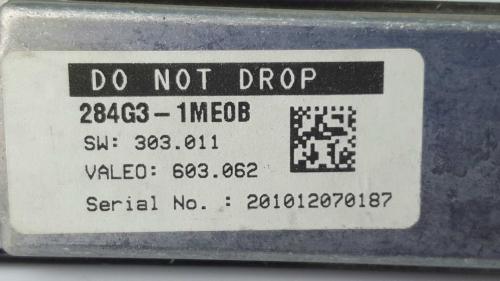 DO NOT DROP
284G3-1ME0B
SW: 303.011
VALEO: 603.062
Serial No. : 201012070187